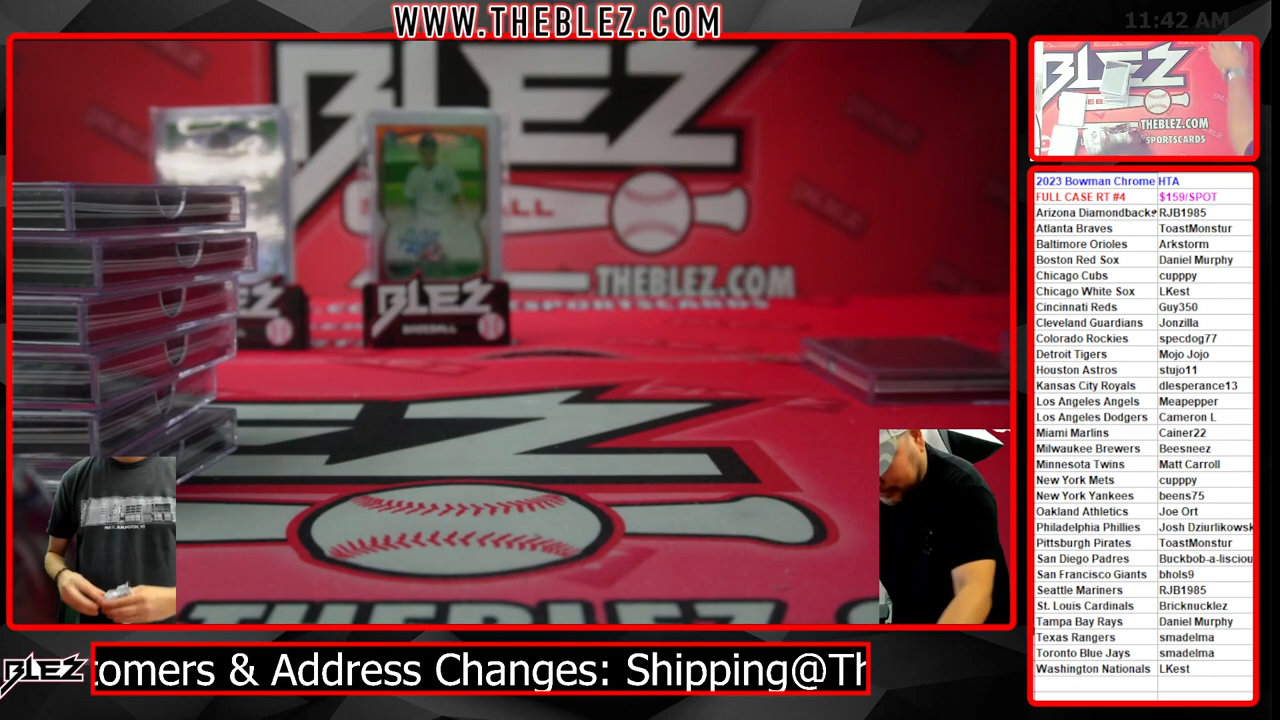 WWW.THEBLEZ.COM
11:42 AM
BLEZ
THEBLEZ.COM
SPORTSCARDS
BLEZ
BASEBALL
THEBLEZ
BLEZ
THEBLEZ.COM
SPORTSCARDS
2023 Bowman Chrome HTA
FULL CASE RT #4 $159/SPOT
Arizona Diamondbacks RJB1985
Atlanta Braves ToastMonstur
Baltimore Orioles Arkstorm
Boston Red Sox Daniel Murphy
Chicago Cubs cupppy
Chicago White Sox LKest
Cincinnati Reds Guy350
Cleveland Guardians Jonzilla
Colorado Rockies specdog77
Detroit Tigers Mojo Jojo
Houston Astros stujo11
Kansas City Royals dlesperance13
Los Angeles Angels Meapepper
Los Angeles Dodgers Cameron L
Miami Marlins Cainer22
Milwaukee Brewers Beesneez
Minnesota Twins Matt Carroll
New York Mets cupppy
New York Yankees beens75
Oakland Athletics Joe Ort
Philadelphia Phillies Josh Dziurlikowsk
Pittsburgh Pirates ToastMonstur
San Diego Padres Buckbob-a-lisciou
San Francisco Giants bhols9
Seattle Mariners RJB1985
St. Louis Cardinals Bricknucklez
Tampa Bay Rays Daniel Murphy
Texas Rangers smadelma
Toronto Blue Jays smadelma
Washington Nationals LKest
BLEZ
tomers & Address Changes: Shipping@Th